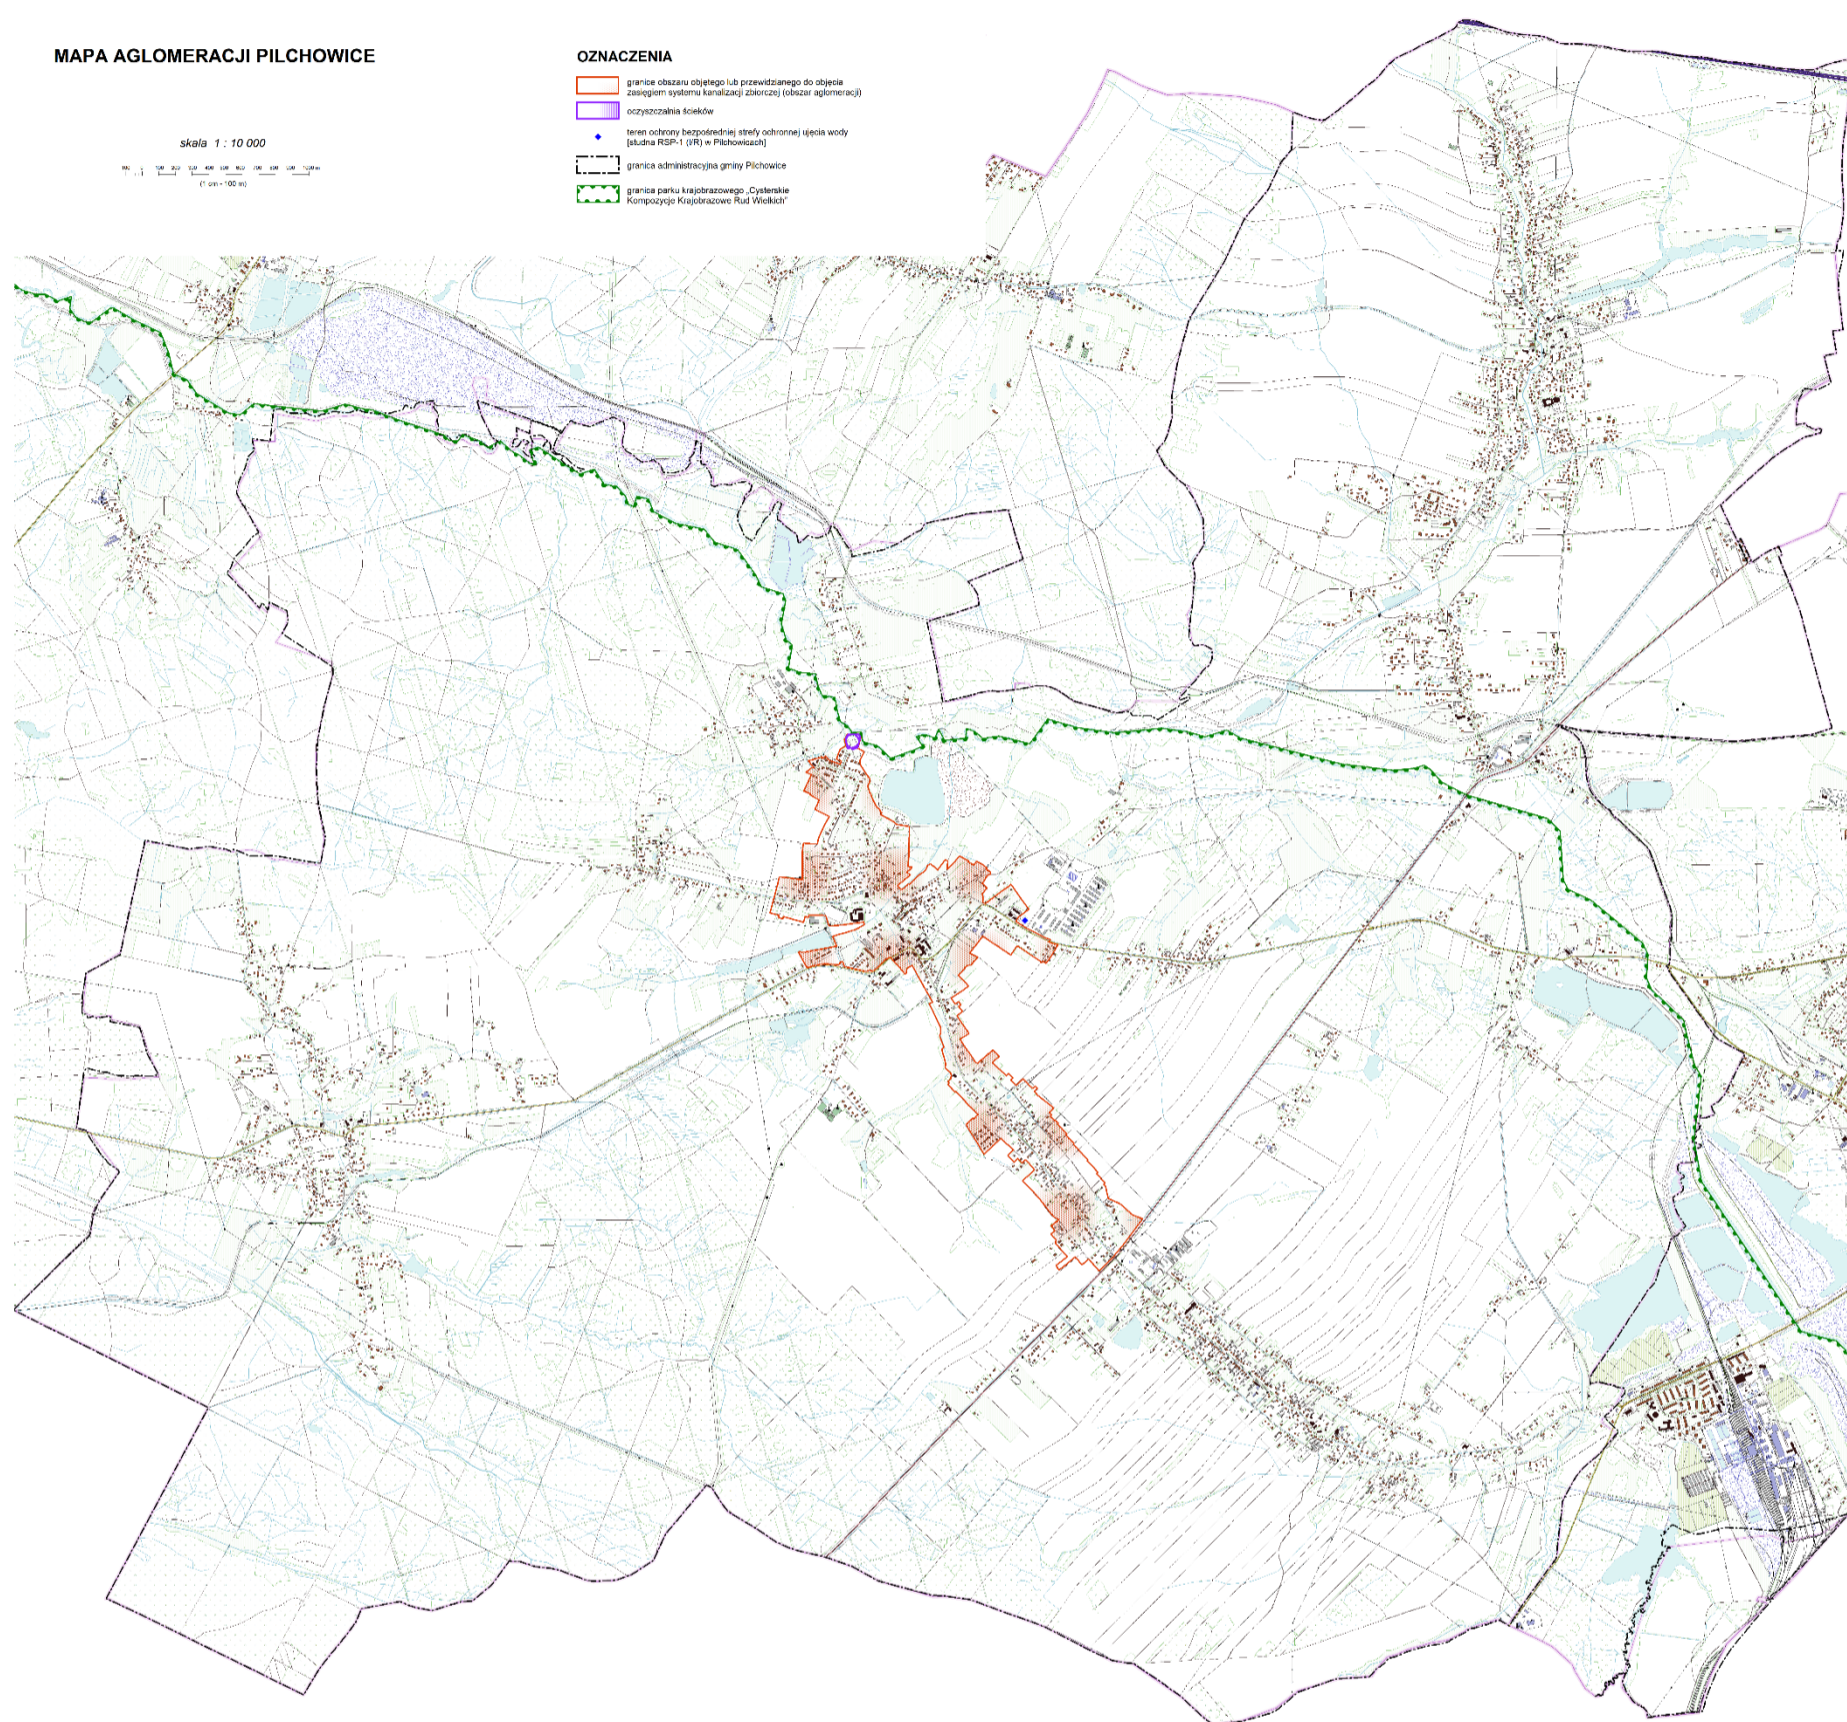 MAPA AGLOMERACJI PILCHOWICE
skala 1 : 10 000
(1 cm - 100 m)
OZNACZENIA
granice obszaru objętego lub przewidzianego do objęcia
zasięgiem systemu kanalizacji zbiorczej (obszar aglomeracji)
oczyszczalnia ścieków
teren ochrony bezpośredniej strefy ochronnej ujęcia wody
[studna RSP-1 (I/R) w Pilchowicach]
granica administracyjna gminy Pilchowice
granica parku krajobrazowego „Cysterskie
Kompozycje Krajobrazowe Rud Wielkich"